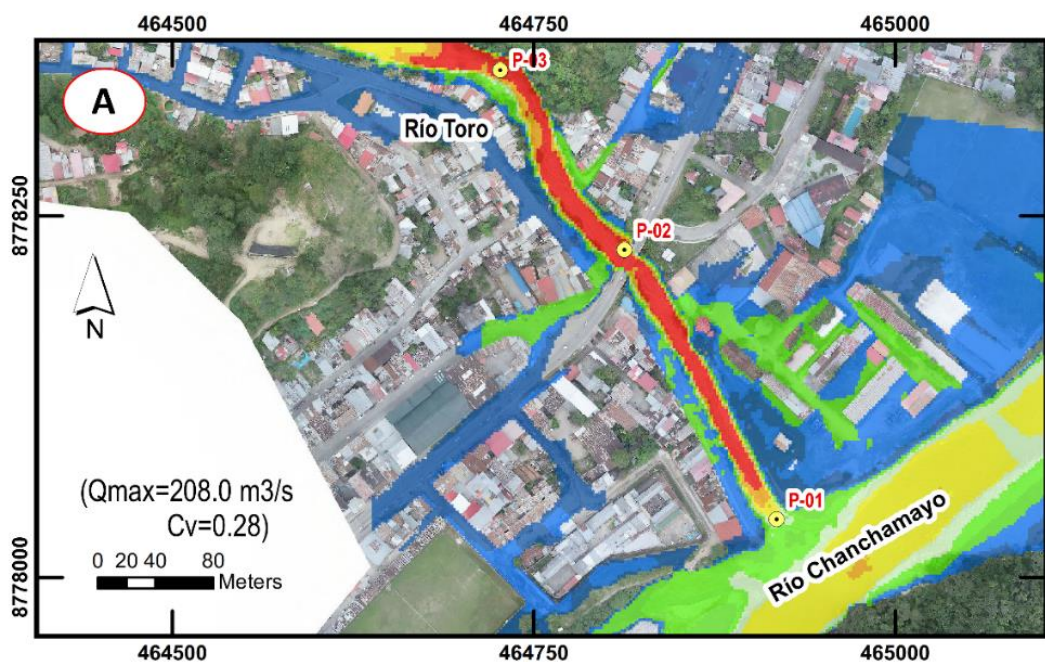 464500 464750 465000
A
P-03
Río Toro
8778250
P-02
N
(Qmax=208.0 m3/s
Cv=0.28)
0 20 40 80
Meters
P-01
Río Chanchamayo
8778000
464500 464750 465000